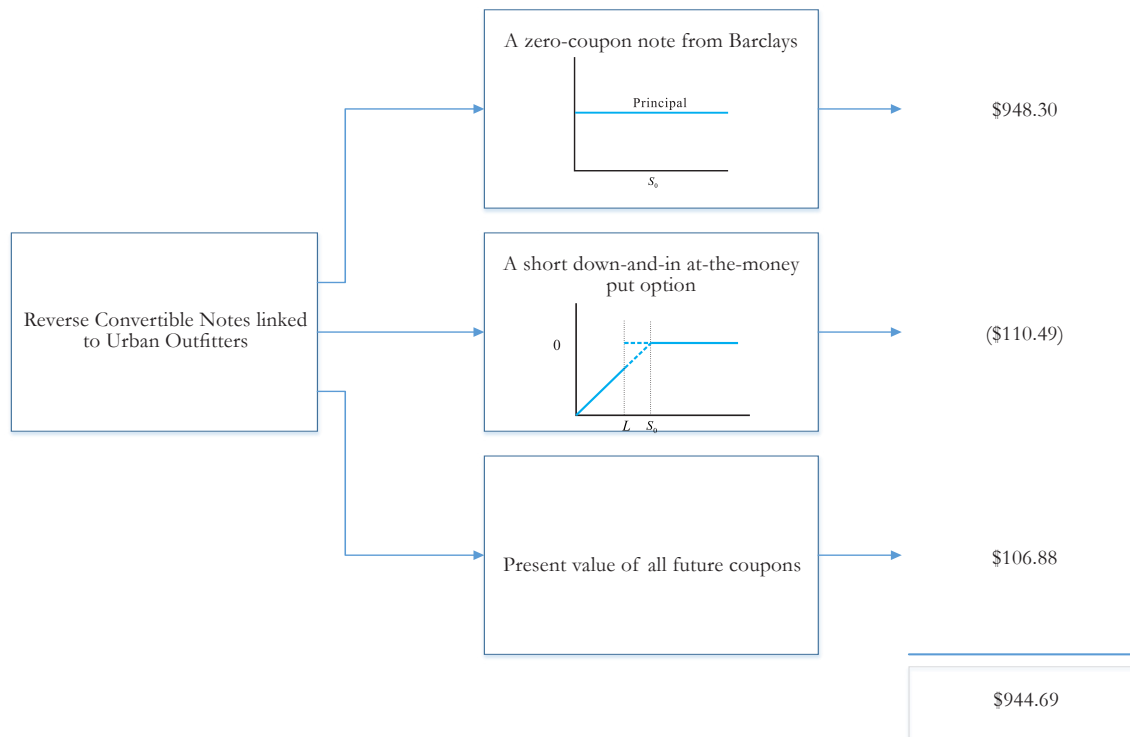 A zero-coupon note from Barclays
Principal
S₀
$948.30
Reverse Convertible Notes linked
to Urban Outfitters
A short down-and-in at-the-money
put option
0
L S₀
($110.49)
Present value of all future coupons
$106.88
$944.69